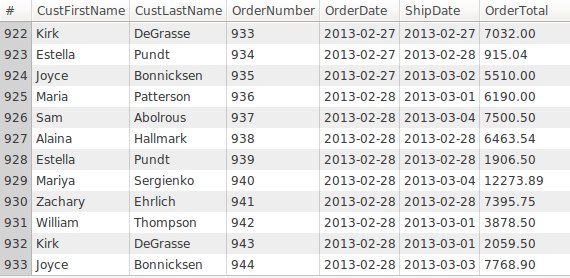 # CustFirstName CustLastName OrderNumber OrderDate ShipDate OrderTotal
922 Kirk DeGrasse 933 2013-02-27 2013-02-27 7032.00
923 Estella Pundt 934 2013-02-27 2013-02-28 915.04
924 Joyce Bonnicksen 935 2013-02-27 2013-03-02 5510.00
925 Maria Patterson 936 2013-02-28 2013-03-01 6190.00
926 Sam Abolrous 937 2013-02-28 2013-03-04 7500.50
927 Alaina Hallmark 938 2013-02-28 2013-02-28 6463.54
928 Estella Pundt 939 2013-02-28 2013-02-28 1906.50
929 Mariya Sergienko 940 2013-02-28 2013-03-04 12273.89
930 Zachary Ehrlich 941 2013-02-28 2013-02-28 7395.75
931 William Thompson 942 2013-02-28 2013-03-01 3878.50
932 Kirk DeGrasse 943 2013-02-28 2013-03-01 2059.50
933 Joyce Bonnicksen 944 2013-02-28 2013-03-03 7768.90